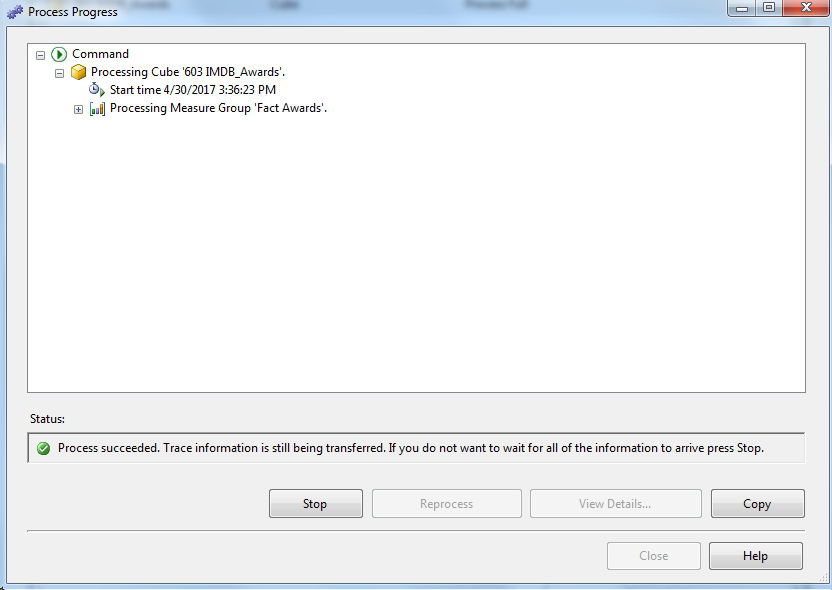 Process Progress
Command
Processing Cube '603 IMDB_Awards'.
Start time 4/30/2017 3:36:23 PM
Processing Measure Group 'Fact Awards'.
Status:
Process succeeded. Trace information is still being transferred. If you do not want to wait for all of the information to arrive press Stop.
Stop Reprocess View Details... Copy
Close Help